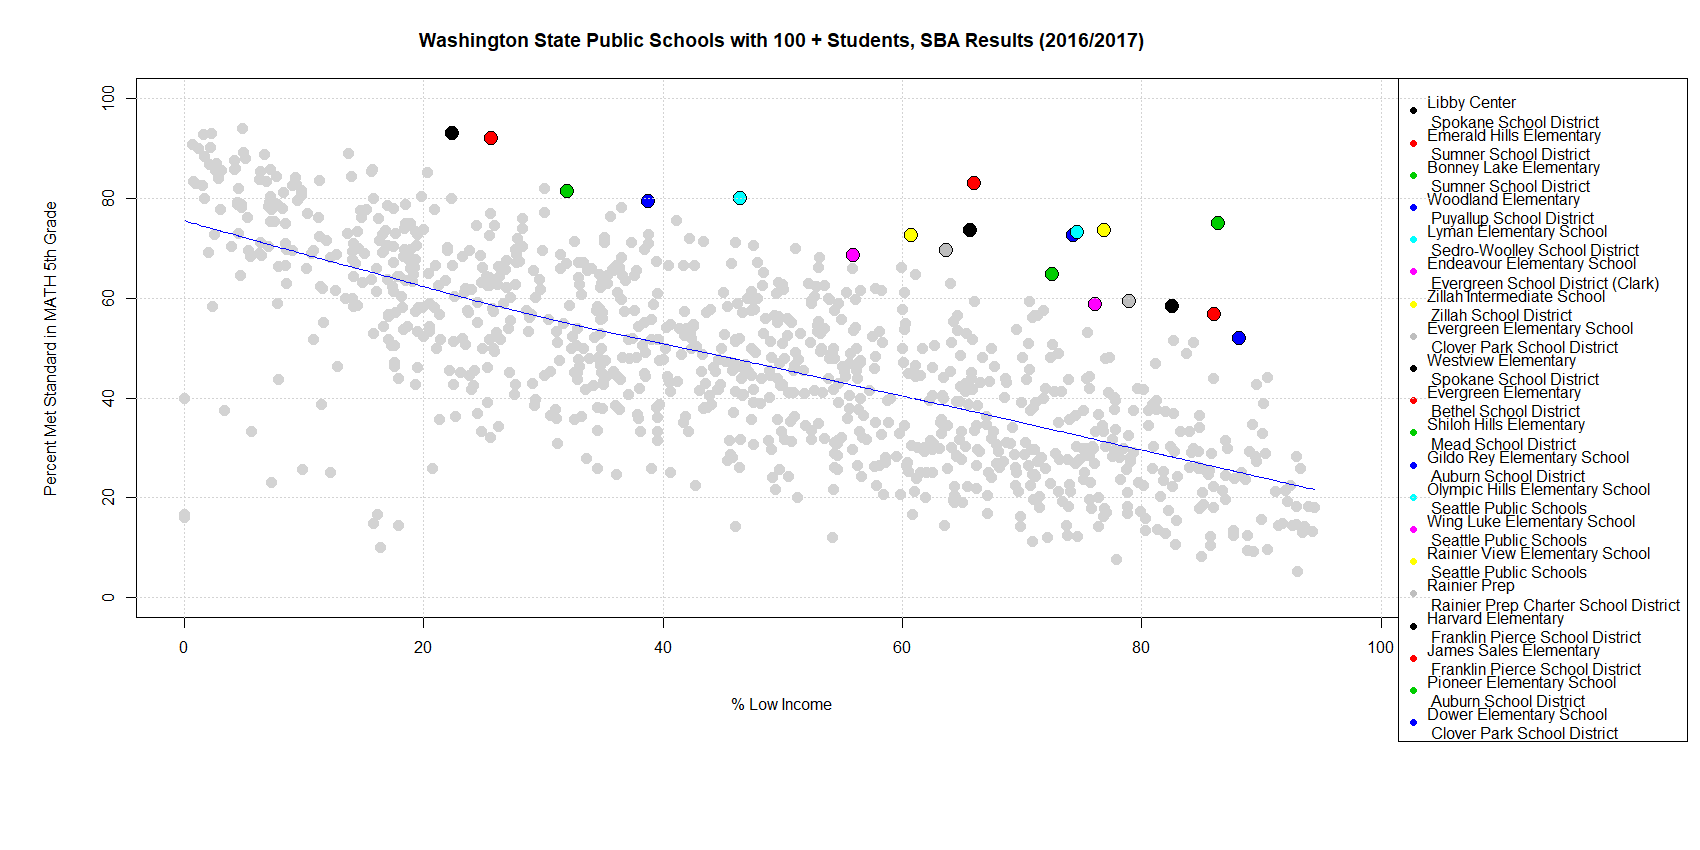 Washington State Public Schools with 100 + Students, SBA Results (2016/2017)
Percent Met Standard in MATH 5th Grade
100
80
60
40
20
0
0 20 40 60 80 100
% Low Income
Libby Center
Spokane School District
Emerald Hills Elementary
Sumner School District
Bonney Lake Elementary
Sumner School District
Woodland Elementary
Puyallup School District
Lyman Elementary School
Sedro-Woolley School District
Endeavour Elementary School
Evergreen School District (Clark)
Zillah Intermediate School
Zillah School District
Evergreen Elementary School
Clover Park School District
Westview Elementary
Spokane School District
Evergreen Elementary
Bethel School District
Shiloh Hills Elementary
Mead School District
Gildo Rey Elementary School
Auburn School District
Olympic Hills Elementary School
Seattle Public Schools
Wing Luke Elementary School
Seattle Public Schools
Rainier View Elementary School
Seattle Public Schools
Rainier Prep
Rainier Prep Charter School District
Harvard Elementary
Franklin Pierce School District
James Sales Elementary
Franklin Pierce School District
Pioneer Elementary School
Auburn School District
Dower Elementary School
Clover Park School District